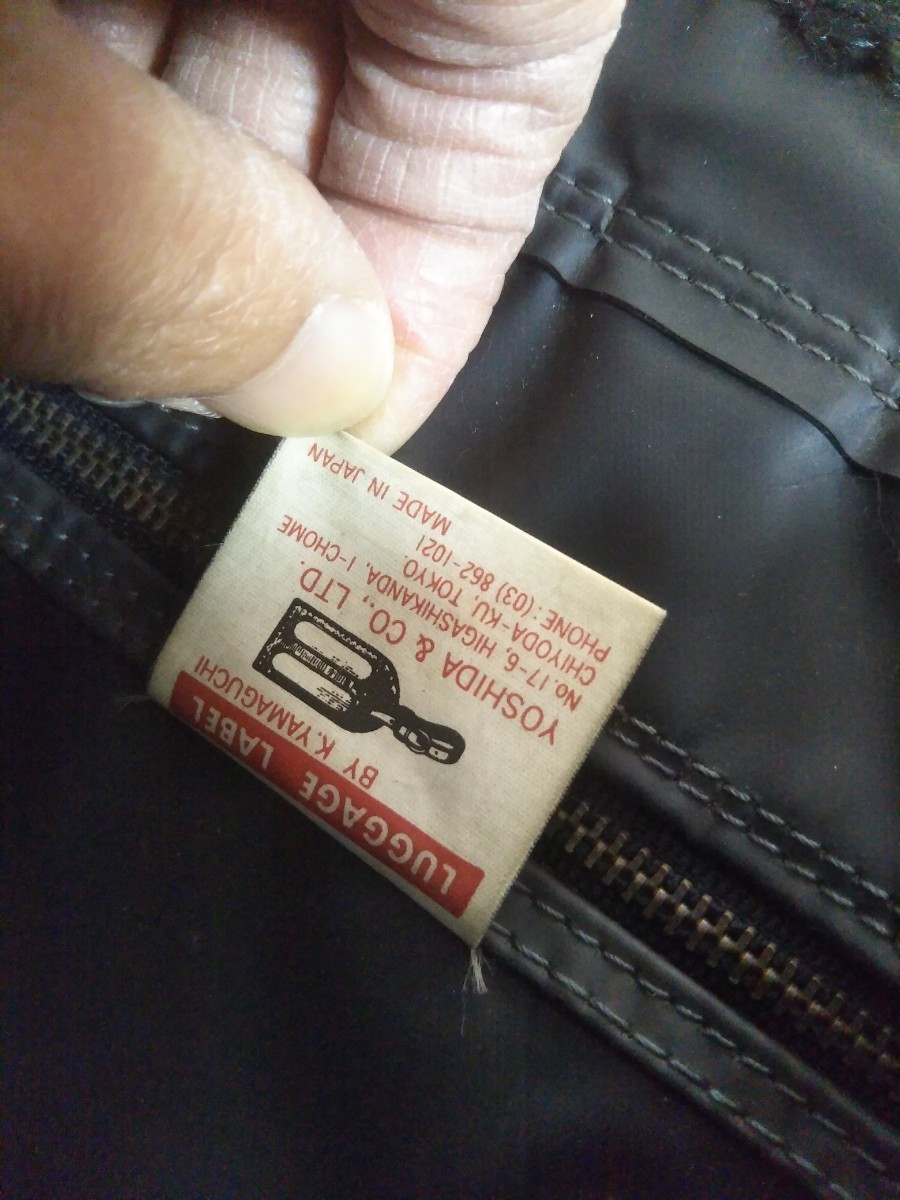 LUGGAGE LABEL
BY K.YAMAGUCHI
YOSHIDA & CO., LTD.
No.17-6, HIGASHIKANDA, 1-CHOME
CHIYODA-KU, TOKYO.
PHONE: (03) 862-1021
MADE IN JAPAN